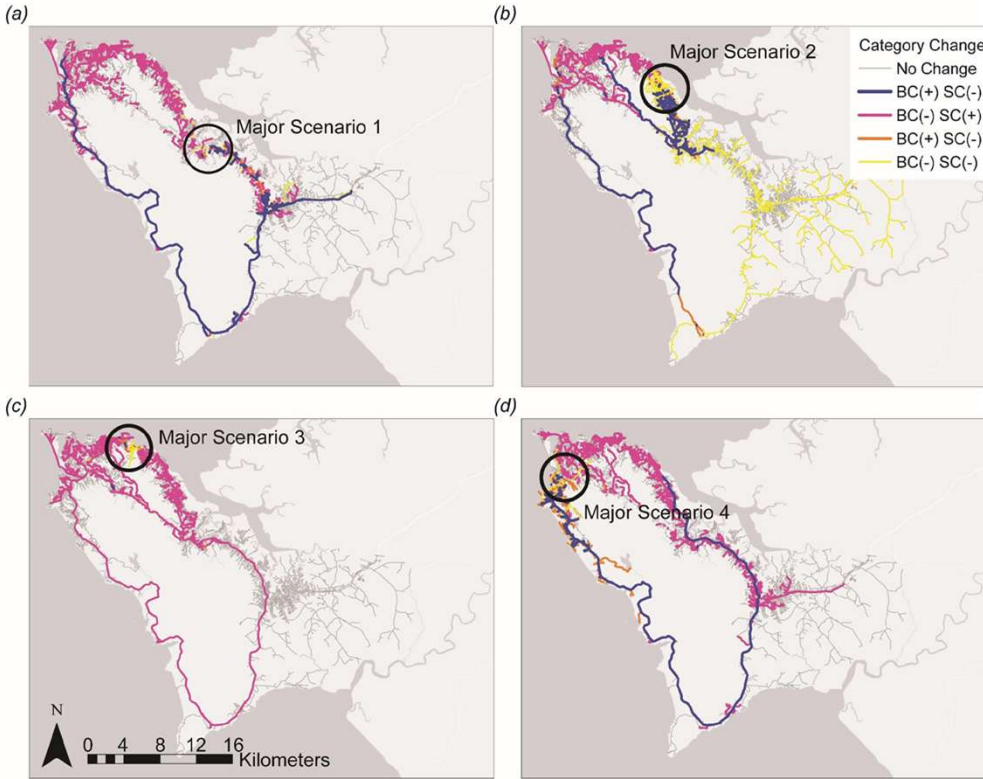 (a)
Major Scenario 1
(b)
Major Scenario 2
Category Change
No Change
BC(+) SC(-)
BC(-) SC(+)
BC(+) SC(-)
BC(-) SC(-)
(c)
Major Scenario 3
N
0 4 8 12 16
Kilometers
(d)
Major Scenario 4